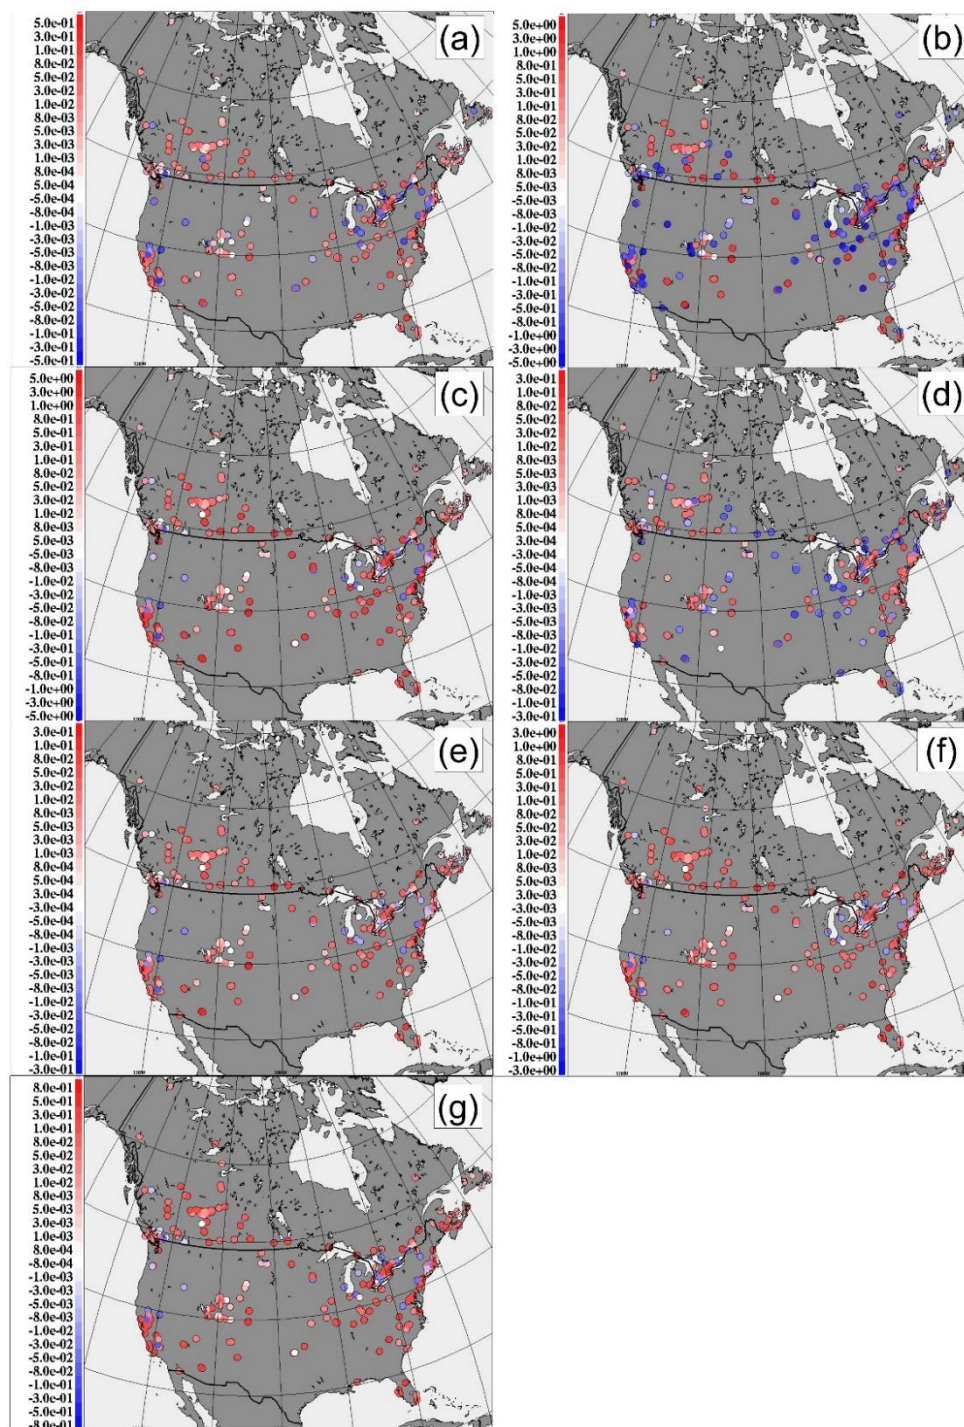 (a)
5.0e-01
3.0e-01
1.0e-01
8.0e-02
5.0e-02
3.0e-02
1.0e-02
8.0e-03
5.0e-03
3.0e-03
1.0e-03
8.0e-04
5.0e-04
-5.0e-04
-8.0e-04
-1.0e-03
-3.0e-03
-5.0e-03
-8.0e-03
-1.0e-02
-3.0e-02
-5.0e-02
-8.0e-02
-1.0e-01
-3.0e-01
-5.0e-01
(b)
5.0e+00
3.0e+00
1.0e+00
8.0e-01
5.0e-01
3.0e-01
1.0e-01
8.0e-02
5.0e-02
3.0e-02
1.0e-02
8.0e-03
5.0e-03
-5.0e-03
-8.0e-03
-1.0e-02
-3.0e-02
-5.0e-02
-8.0e-02
-1.0e-01
-3.0e-01
-5.0e-01
-8.0e-01
-1.0e+00
-3.0e+00
-5.0e+00
(c)
5.0e+00
3.0e+00
1.0e+00
8.0e-01
5.0e-01
3.0e-01
1.0e-01
8.0e-02
5.0e-02
3.0e-02
1.0e-02
8.0e-03
5.0e-03
-5.0e-03
-8.0e-03
-1.0e-02
-3.0e-02
-5.0e-02
-8.0e-02
-1.0e-01
-3.0e-01
-5.0e-01
-8.0e-01
-1.0e+00
-3.0e+00
-5.0e+00
(d)
3.0e-01
1.0e-01
8.0e-02
5.0e-02
3.0e-02
1.0e-02
8.0e-03
5.0e-03
3.0e-03
1.0e-03
8.0e-04
5.0e-04
3.0e-04
-3.0e-04
-5.0e-04
-8.0e-04
-1.0e-03
-3.0e-03
-5.0e-03
-8.0e-03
-1.0e-02
-3.0e-02
-5.0e-02
-8.0e-02
-1.0e-01
-3.0e-01
(e)
3.0e-01
1.0e-01
8.0e-02
5.0e-02
3.0e-02
1.0e-02
8.0e-03
5.0e-03
3.0e-03
1.0e-03
8.0e-04
5.0e-04
3.0e-04
-3.0e-04
-5.0e-04
-8.0e-04
-1.0e-03
-3.0e-03
-5.0e-03
-8.0e-03
-1.0e-02
-3.0e-02
-5.0e-02
-8.0e-02
-1.0e-01
-3.0e-01
(f)
3.0e+00
1.0e+00
8.0e-01
5.0e-01
3.0e-01
1.0e-01
8.0e-02
5.0e-02
3.0e-02
1.0e-02
8.0e-03
5.0e-03
3.0e-03
-3.0e-03
-5.0e-03
-8.0e-03
-1.0e-02
-3.0e-02
-5.0e-02
-8.0e-02
-1.0e-01
-3.0e-01
-5.0e-01
-8.0e-01
-1.0e+00
-3.0e+00
(g)
8.0e-01
5.0e-01
3.0e-01
1.0e-01
8.0e-02
5.0e-02
3.0e-02
1.0e-02
8.0e-03
5.0e-03
3.0e-03
1.0e-03
8.0e-04
-8.0e-04
-1.0e-03
-3.0e-03
-5.0e-03
-8.0e-03
-1.0e-02
-3.0e-02
-5.0e-02
-8.0e-02
-1.0e-01
-3.0e-01
-5.0e-01
-8.0e-01